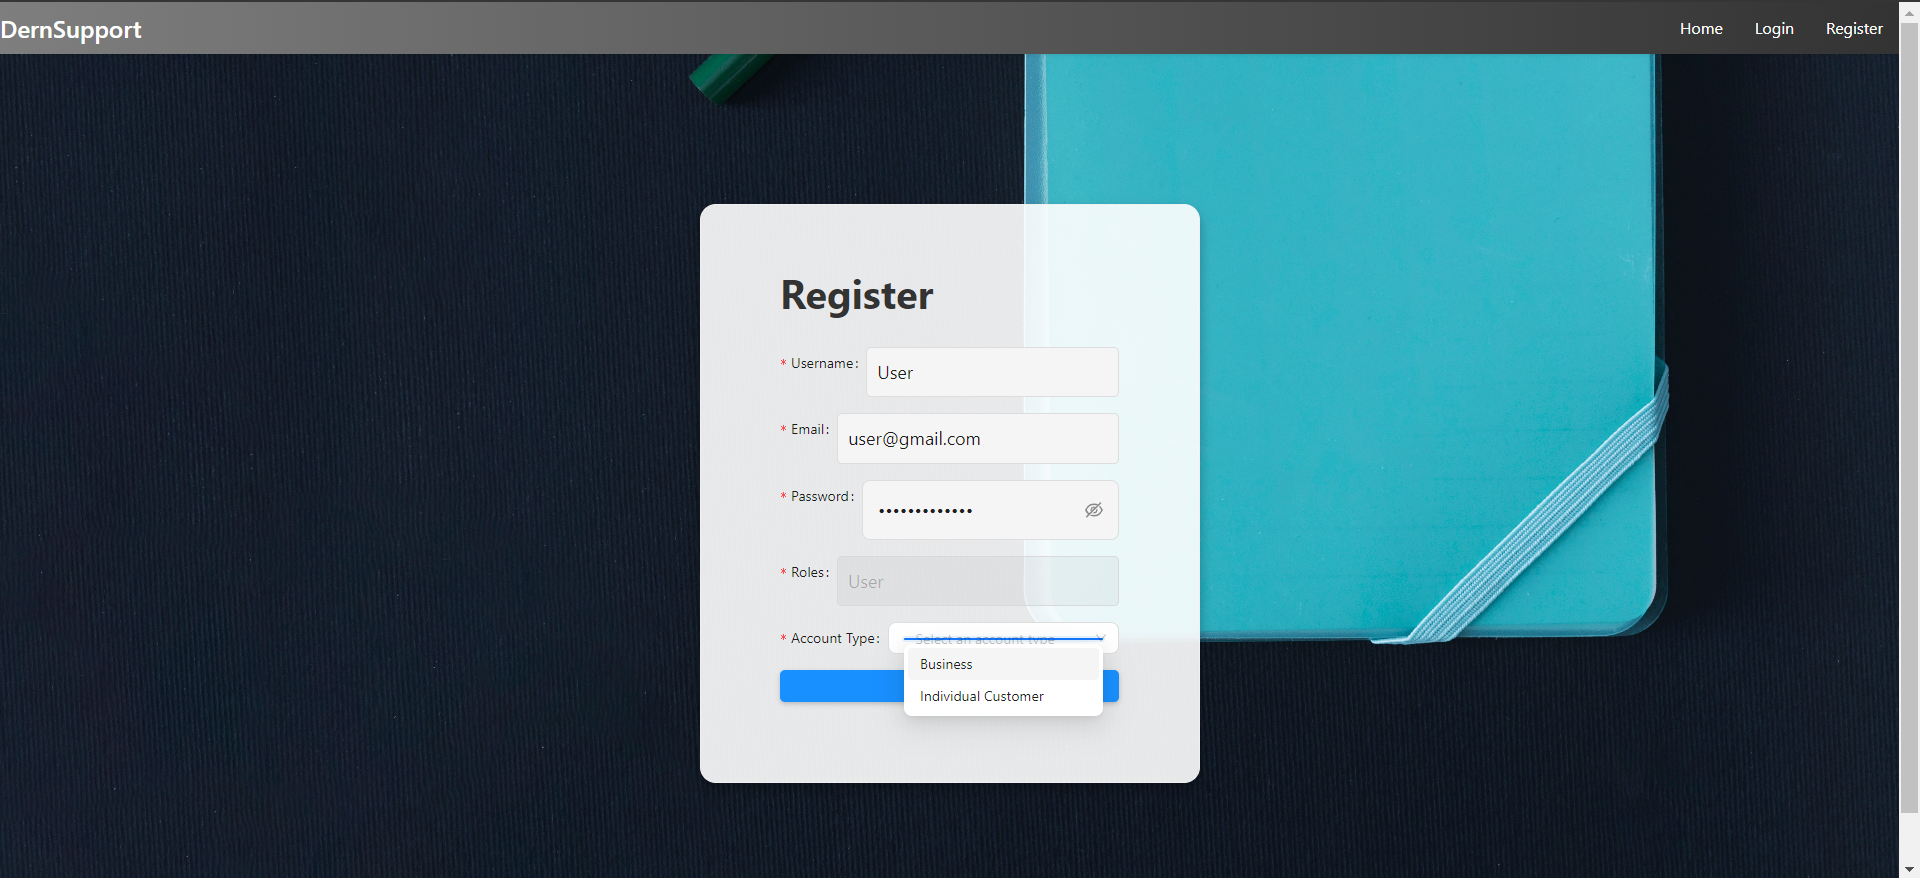 DernSupport
Home
Login
Register
Register
* Username:
User
* Email:
user@gmail.com
* Password:
•••••••••••••
* Roles:
User
* Account Type:
Select an account type
Business
Individual Customer